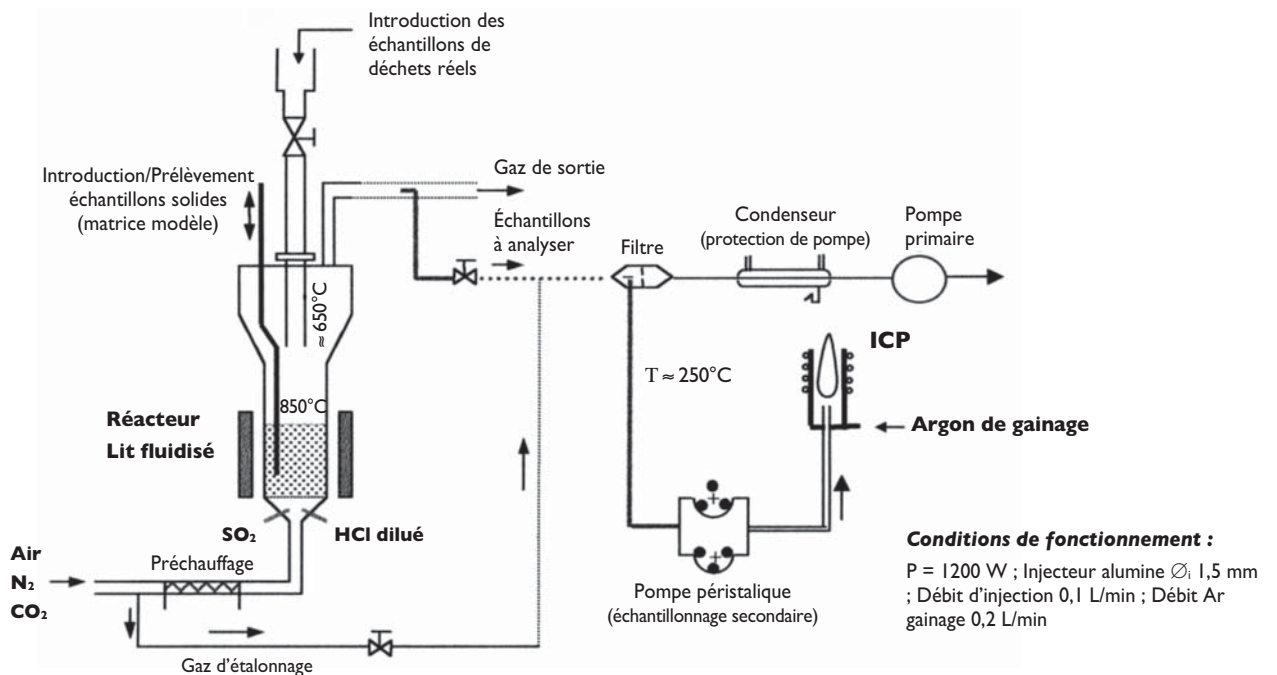 Introduction des
échantillons de
déchets réels
Introduction/Prélèvement
échantillons solides
(matrice modèle)
Gaz de sortie
Échantillons
à analyser
Filtre
Condenseur
(protection de pompe)
Pompe
primaire
≈ 650°C
850°C
T ≈ 250°C
ICP
Argon de gainage
Réacteur
Lit fluidisé
SO₂
HCl dilué
Air
N₂
CO₂
Préchauffage
Gaz d'étalonnage
Pompe péristalique
(échantillonnage secondaire)
Conditions de fonctionnement :
P = 1200 W ; Injecteur alumine ∅ᵢ 1,5 mm
; Débit d'injection 0,1 L/min ; Débit Ar
gainage 0,2 L/min